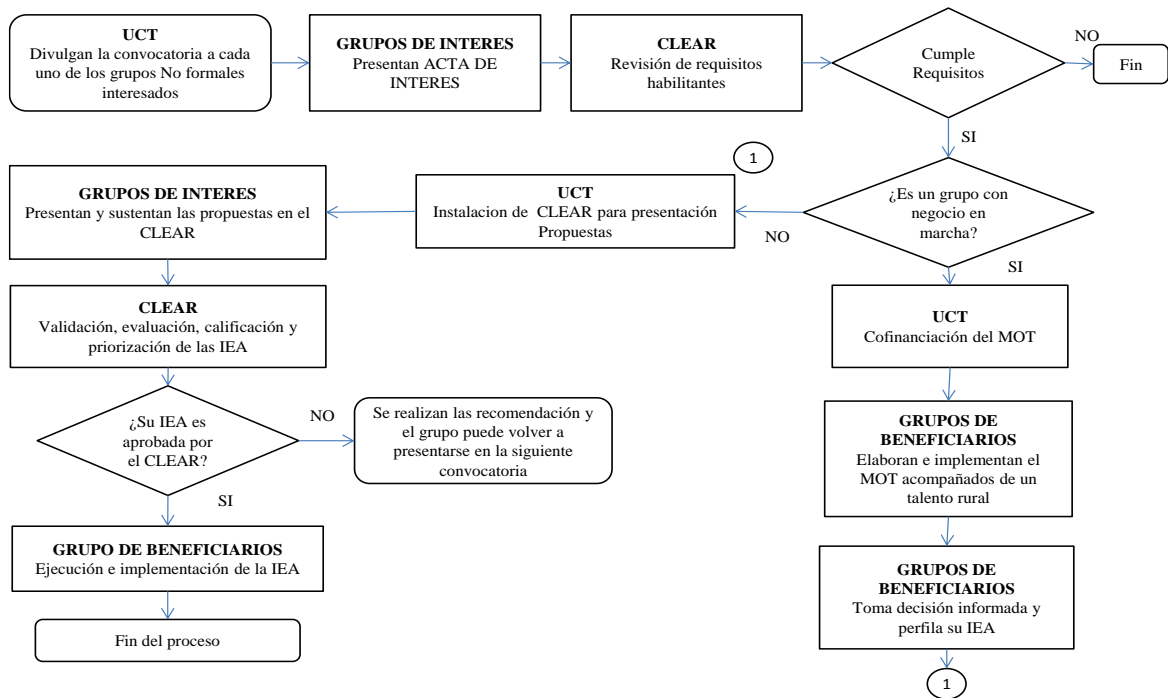 UCT
Divulgan la convocatoria a cada
uno de los grupos No formales
interesados
GRUPOS DE INTERES
Presentan ACTA DE
INTERES
CLEAR
Revisión de requisitos
habilitantes
Cumple
Requisitos
NO
Fin
SI
1
¿Es un grupo con
negocio en
marcha?
NO
SI
UCT
Instalacion de CLEAR para presentación
Propuestas
GRUPOS DE INTERES
Presentan y sustentan las propuestas en el
CLEAR
CLEAR
Validación, evaluación, calificación y
priorización de las IEA
¿Su IEA es
aprobada por
el CLEAR?
NO
Se realizan las recomendación y
el grupo puede volver a
presentarse en la siguiente
convocatoria
SI
GRUPO DE BENEFICIARIOS
Ejecución e implementación de la IEA
Fin del proceso
UCT
Cofinanciación del MOT
GRUPOS DE
BENEFICIARIOS
Elaboran e implementan el
MOT acompañados de un
talento rural
GRUPOS DE
BENEFICIARIOS
Toma decisión informada y
perfila su IEA
1